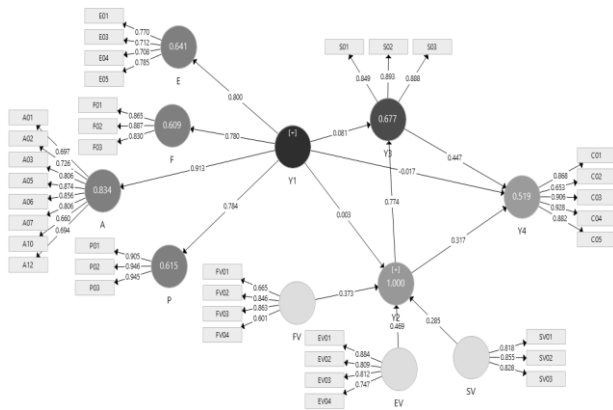 E01
E03
E04
E05
0.770
0.712
0.708
0.785
0.641
E
S01
S02
S03
0.849
0.893
0.888
0.677
Y3
F01
F02
F03
0.865
0.887
0.830
0.609
F
0.800
0.780
0.913
0.784
[+]
Y1
0.081
-0.017
0.003
0.774
0.447
0.317
A01
A02
A03
A05
A06
A07
A10
A12
0.697
0.726
0.806
0.874
0.856
0.806
0.660
0.694
0.834
A
C01
C02
C03
C04
C05
0.868
0.653
0.906
0.928
0.882
0.519
Y4
P01
P02
P03
0.905
0.946
0.945
0.615
P
[+]
1.000
Y2
FV01
FV02
FV03
FV04
0.665
0.846
0.863
0.601
FV
0.373
0.469
0.285
EV01
EV02
EV03
EV04
0.884
0.809
0.812
0.747
EV
SV01
SV02
SV03
0.818
0.855
0.828
SV